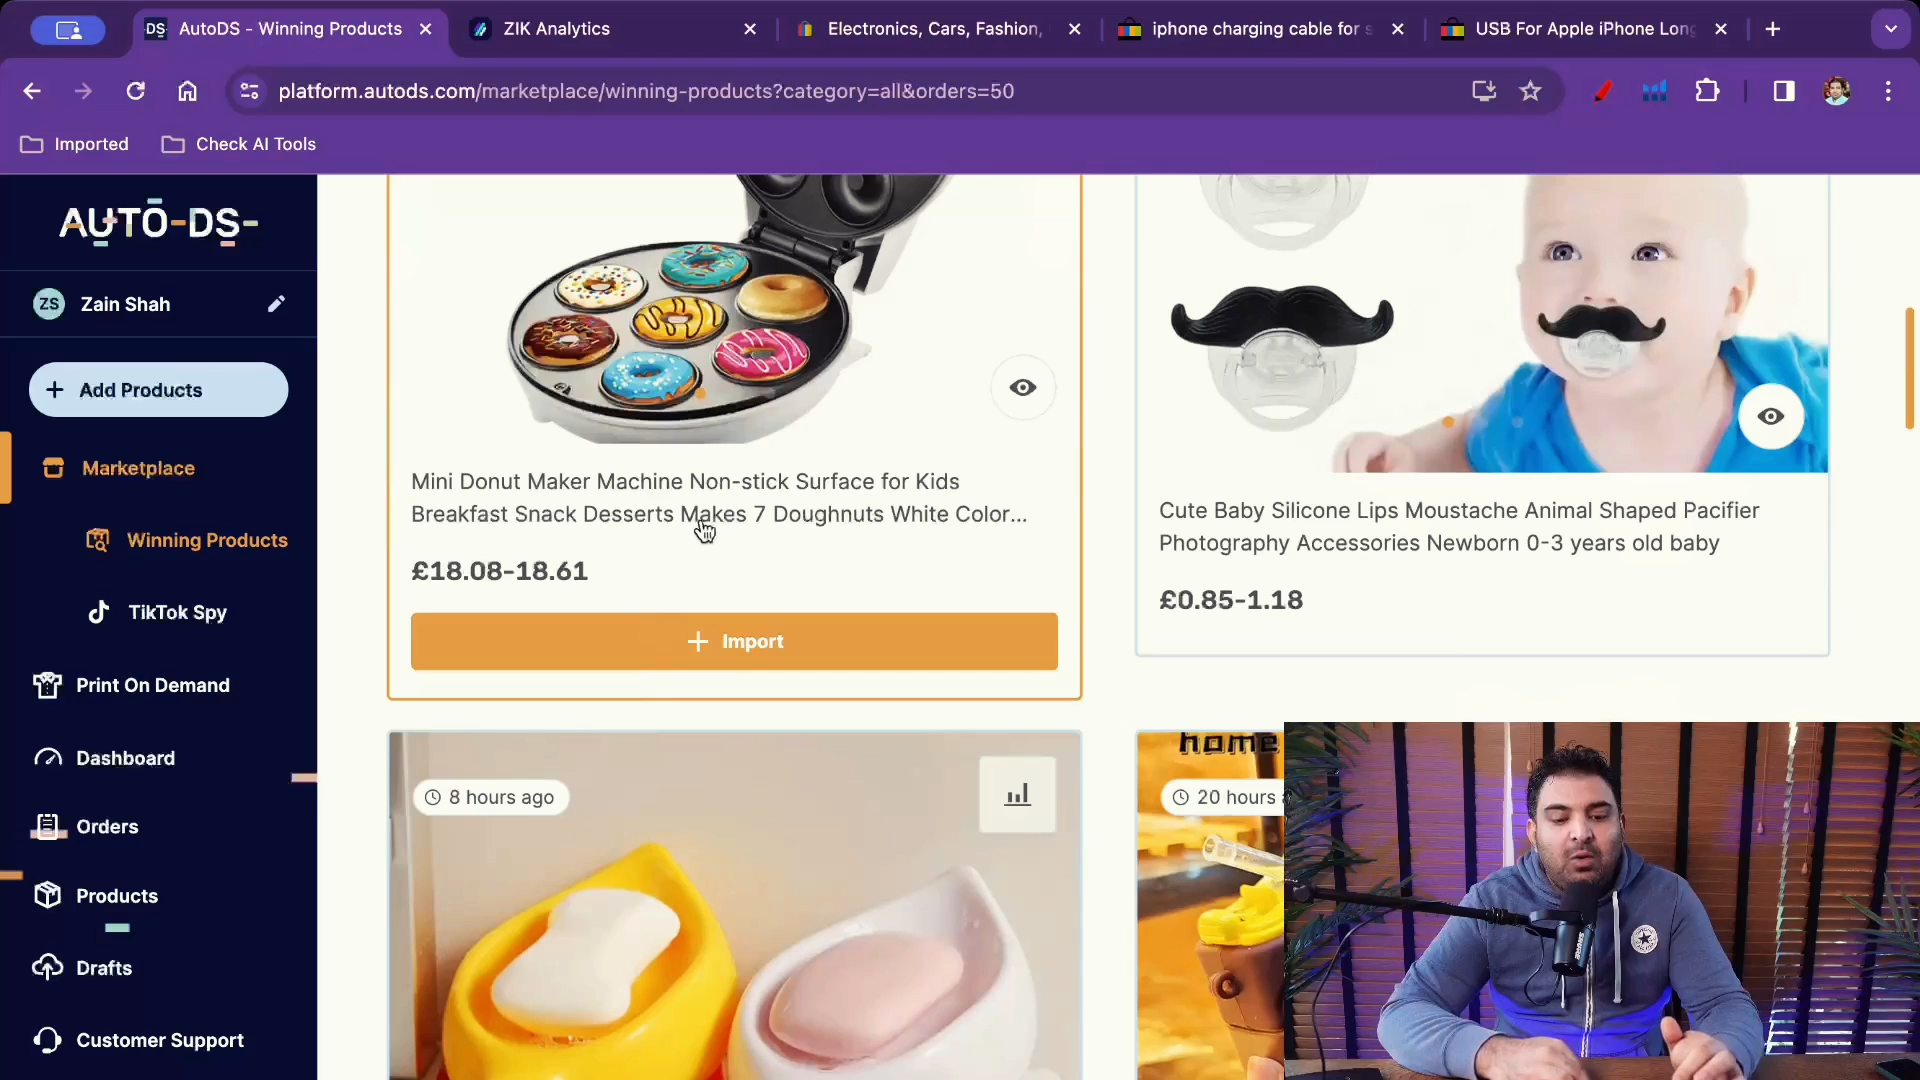 DS AutoDS - Winning Products
ZIK Analytics
Electronics, Cars, Fashion,
iphone charging cable for
USB For Apple iPhone Long
platform.autods.com/marketplace/winning-products?category=all&orders=50
Imported
Check AI Tools
AUTO-DS-
ZS Zain Shah
+ Add Products
Marketplace
Winning Products
TikTok Spy
Print On Demand
Dashboard
Orders
Products
Drafts
Customer Support
Mini Donut Maker Machine Non-stick Surface for Kids
Breakfast Snack Desserts Makes 7 Doughnuts White Color...
£18.08-18.61
+ Import
Cute Baby Silicone Lips Moustache Animal Shaped Pacifier
Photography Accessories Newborn 0-3 years old baby
£0.85-1.18
8 hours ago
home
20 hours
SHURE